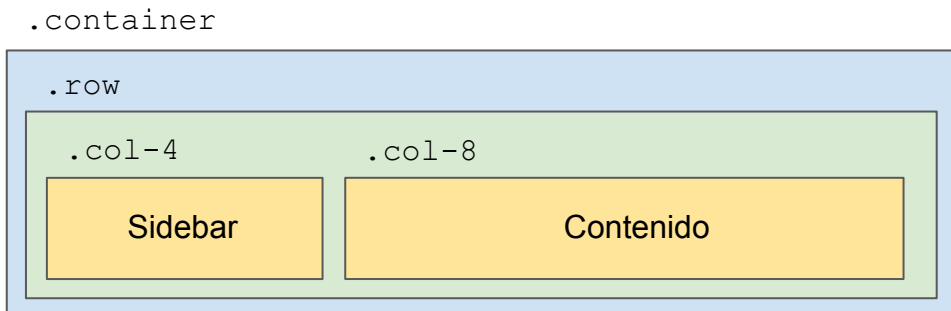 .container
.row
.col-4 .col-8
Sidebar Contenido